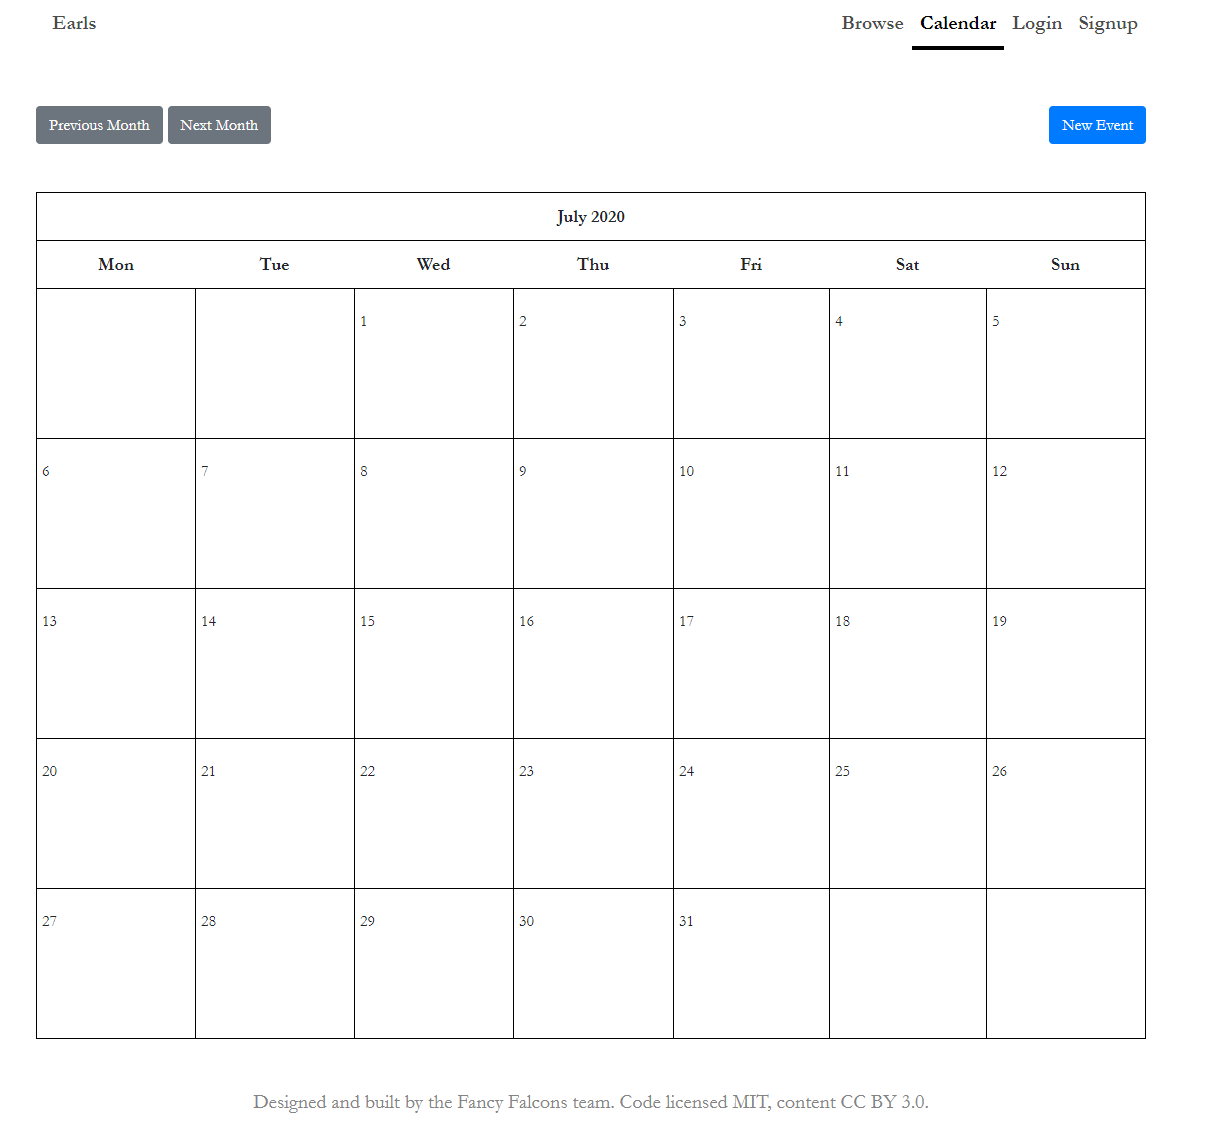 Earls Browse Calendar Login Signup
Previous Month Next Month New Event
July 2020
Mon Tue Wed Thu Fri Sat Sun
1 2 3 4 5
6 7 8 9 10 11 12
13 14 15 16 17 18 19
20 21 22 23 24 25 26
27 28 29 30 31
Designed and built by the Fancy Falcons team. Code licensed MIT, content CC BY 3.0.